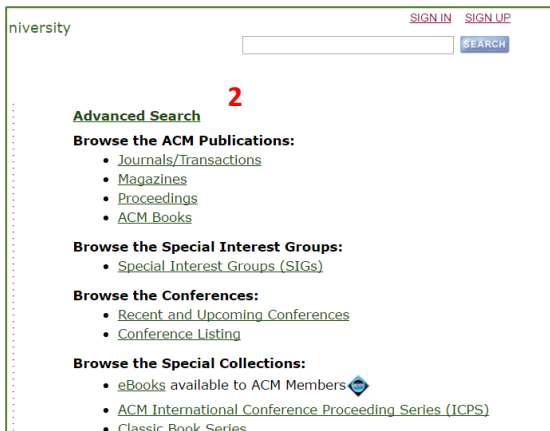 niversity
SIGN IN SIGN UP
SEARCH
2
Advanced Search
Browse the ACM Publications:
• Journals/Transactions
• Magazines
• Proceedings
• ACM Books
Browse the Special Interest Groups:
• Special Interest Groups (SIGs)
Browse the Conferences:
• Recent and Upcoming Conferences
• Conference Listing
Browse the Special Collections:
• eBooks available to ACM Members
• ACM International Conference Proceeding Series (ICPS)
• Classic Book Series